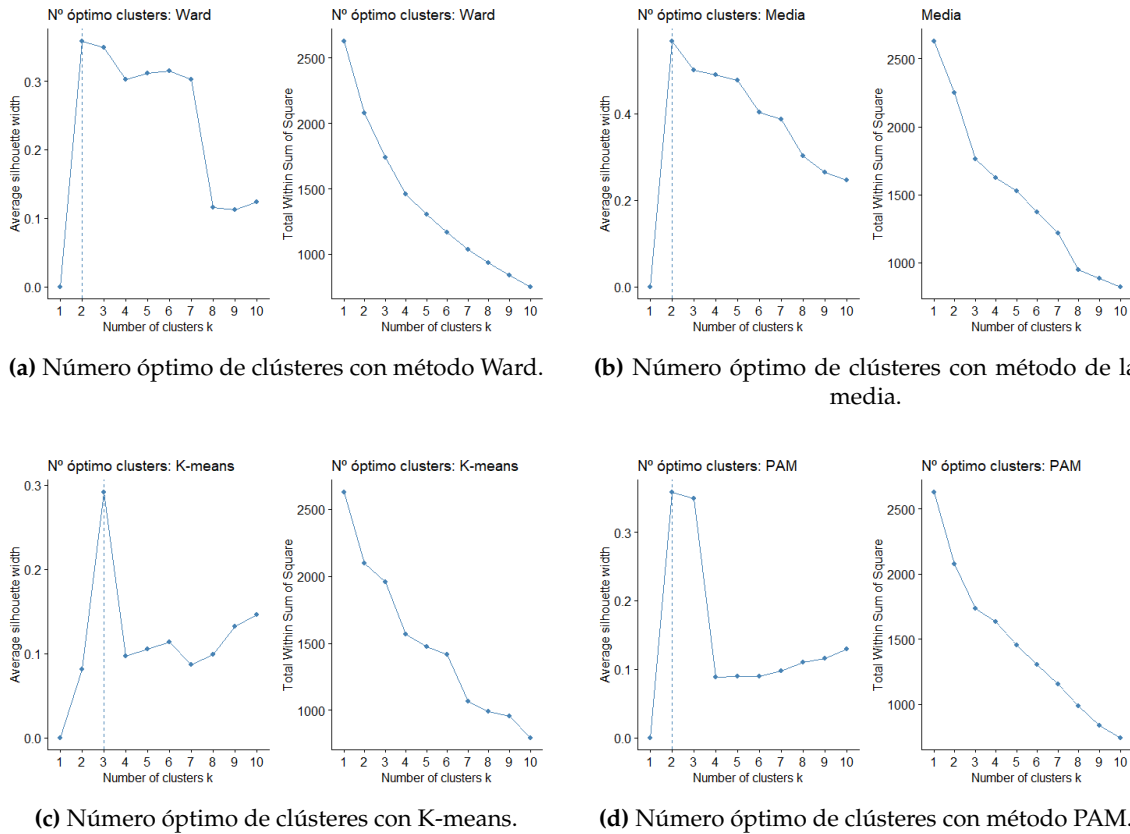 Nº óptimo clusters: Ward
Average silhouette width
0.3
0.2
0.1
0.0
1 2 3 4 5 6 7 8 9 10
Number of clusters k
Nº óptimo clusters: Ward
Total Within Sum of Square
2500
2000
1500
1000
1 2 3 4 5 6 7 8 9 10
Number of clusters k
(a) Número óptimo de clústeres con método Ward.
Nº óptimo clusters: Media
Average silhouette width
0.4
0.2
0.0
1 2 3 4 5 6 7 8 9 10
Number of clusters k
Media
Total Within Sum of Square
2500
2000
1500
1000
1 2 3 4 5 6 7 8 9 10
Number of clusters k
(b) Número óptimo de clústeres con método de la
media.
Nº óptimo clusters: K-means
Average silhouette width
0.3
0.2
0.1
0.0
1 2 3 4 5 6 7 8 9 10
Number of clusters k
Nº óptimo clusters: K-means
Total Within Sum of Square
2500
2000
1500
1000
1 2 3 4 5 6 7 8 9 10
Number of clusters k
(c) Número óptimo de clústeres con K-means.
Nº óptimo clusters: PAM
Average silhouette width
0.3
0.2
0.1
0.0
1 2 3 4 5 6 7 8 9 10
Number of clusters k
Nº óptimo clusters: PAM
Total Within Sum of Square
2500
2000
1500
1000
1 2 3 4 5 6 7 8 9 10
Number of clusters k
(d) Número óptimo de clústeres con método PAM.